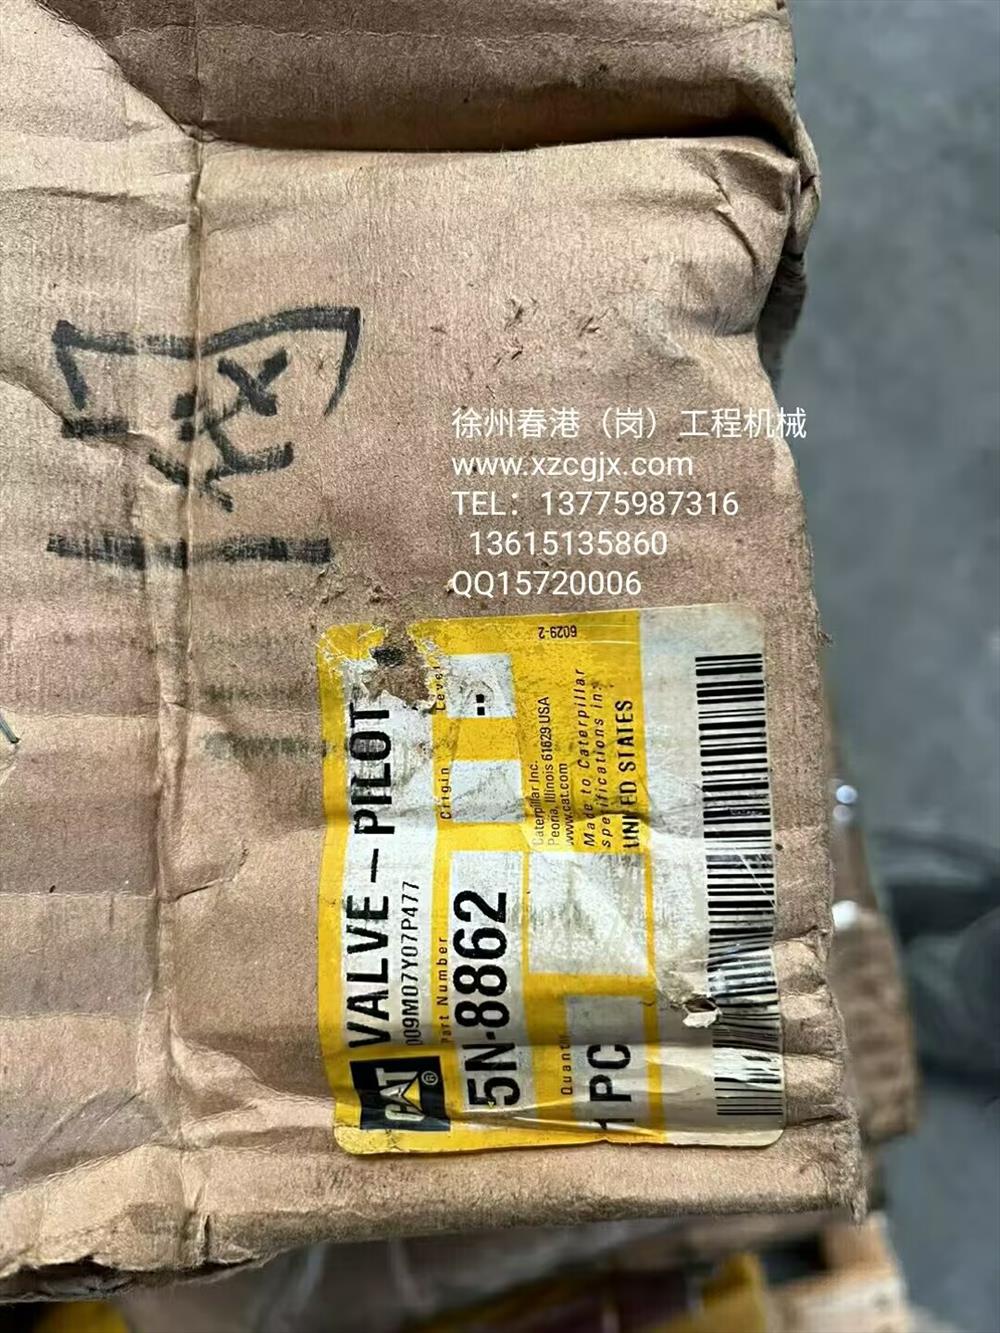 徐州春港（岗）工程机械
www.xzcgjx.com
TEL：13775987316
13615135860
QQ15720006
CAT®
VALVE-PILOT
009M07Y07P477
Part Number
5N-8862
Origin
Level
--
Quantity
1PC
Caterpillar Inc.
Peoria, Illinois 61629 USA
www.cat.com
Made to Caterpillar
specifications in:
UNITED STATES
6029-2